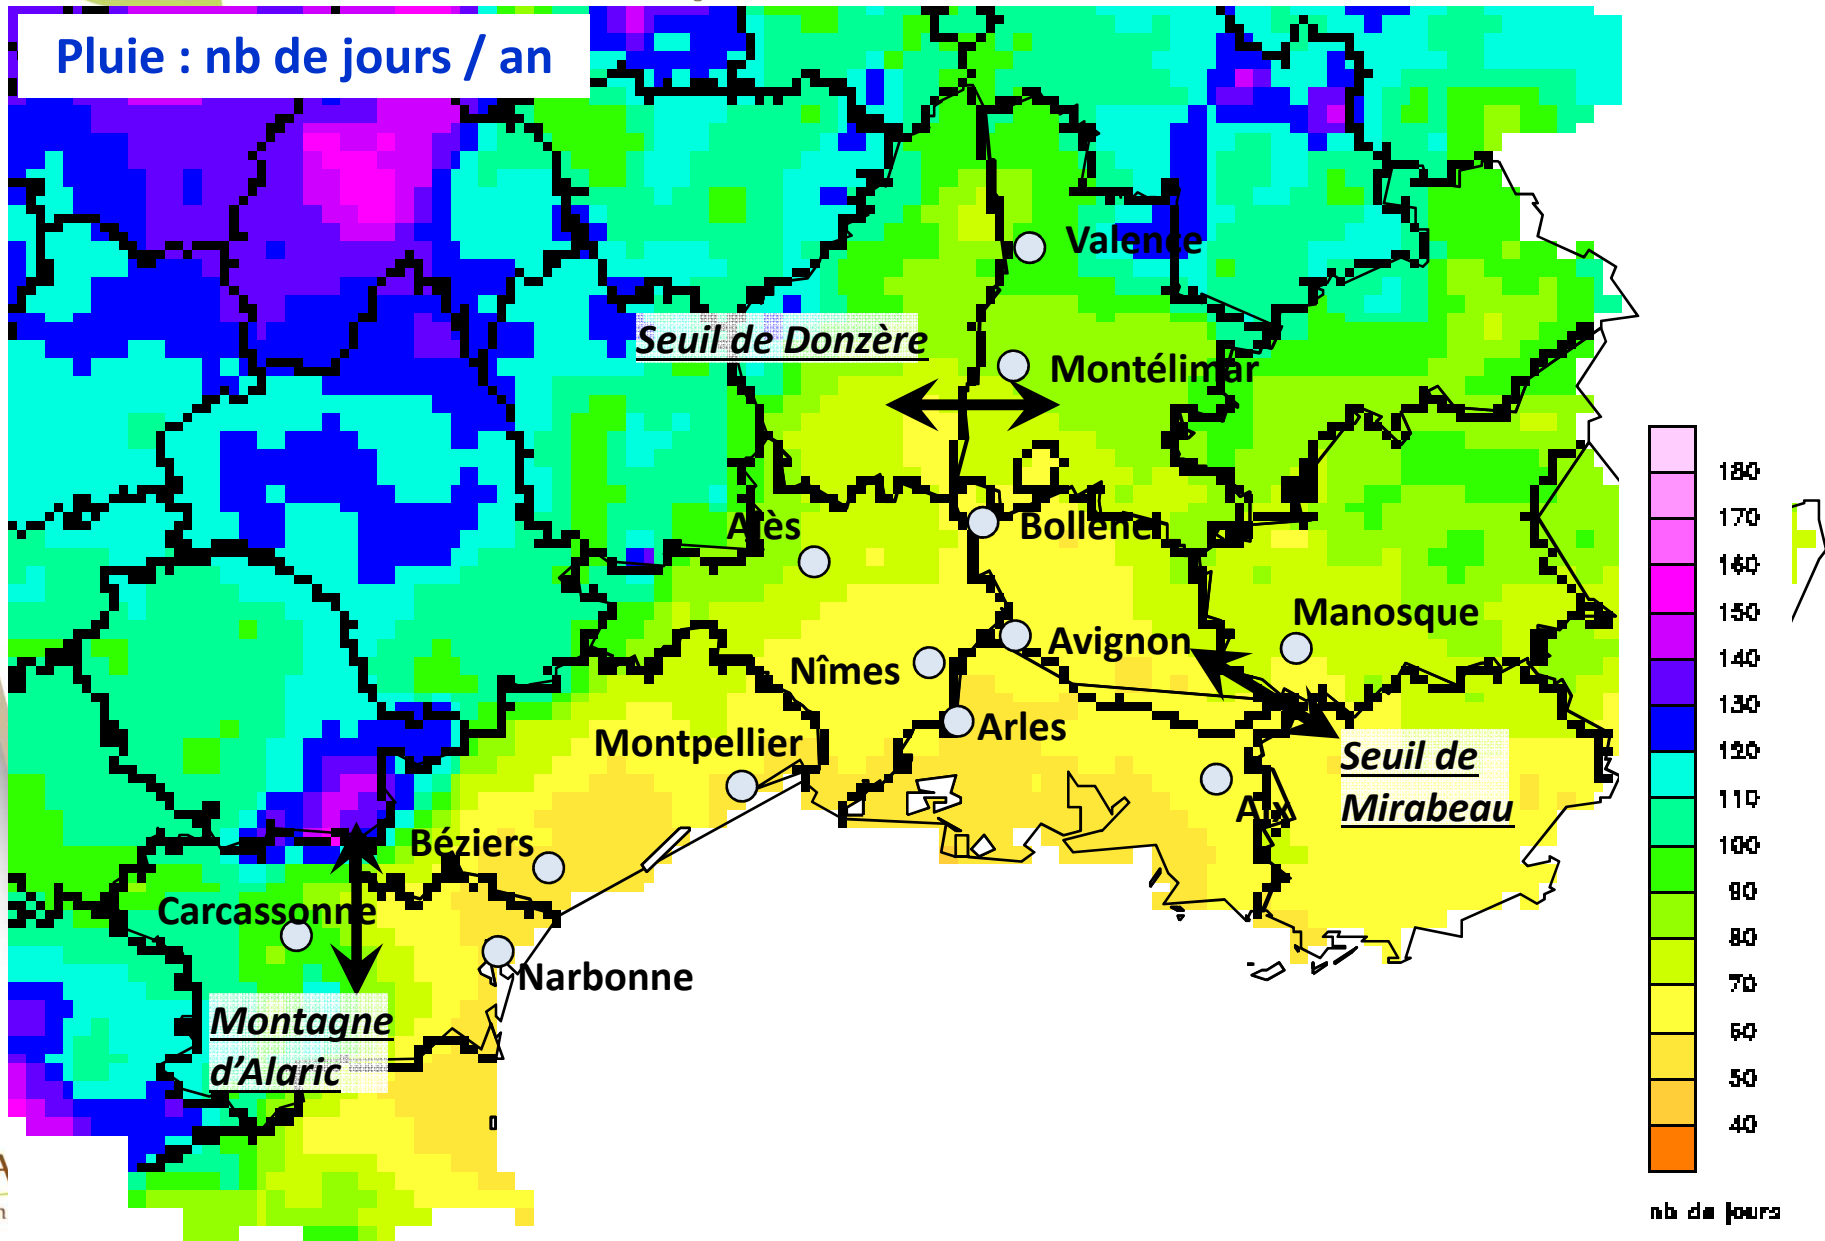 Pluie : nb de jours / an
Valence
Seuil de Donzère
Montélimar
Alès
Bollène
Manosque
Avignon
Nîmes
Arles
Montpellier
Seuil de
Mirabeau
Aix
Béziers
Carcassonne
Narbonne
Montagne
d'Alaric
180
170
160
150
140
130
120
110
100
90
80
70
60
50
40
nb de jours